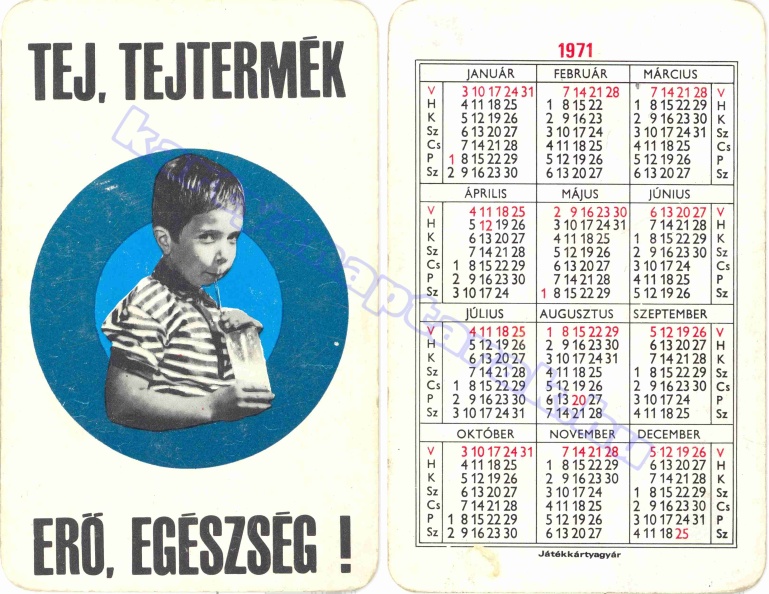 TEJ, TEJTERMÉK
ERŐ, EGÉSZSÉG !
1971
JANUÁR FEBRUÁR MÁRCIUS
V 3 10 17 24 31 7 14 21 28 7 14 21 28 V
H 4 11 18 25 1 8 15 22 1 8 15 22 29 H
K 5 12 19 26 2 9 16 23 2 9 16 23 30 K
Sz 6 13 20 27 3 10 17 24 3 10 17 24 31 Sz
Cs 7 14 21 28 4 11 18 25 4 11 18 25 Cs
P 1 8 15 22 29 5 12 19 26 5 12 19 26 P
Sz 2 9 16 23 30 6 13 20 27 6 13 20 27 Sz
ÁPRILIS MÁJUS JÚNIUS
V 4 11 18 25 2 9 16 23 30 6 13 20 27 V
H 5 12 19 26 3 10 17 24 31 7 14 21 28 H
K 6 13 20 27 4 11 18 25 1 8 15 22 29 K
Sz 7 14 21 28 5 12 19 26 2 9 16 23 30 Sz
Cs 1 8 15 22 29 6 13 20 27 3 10 17 24 Cs
P 2 9 16 23 30 7 14 21 28 4 11 18 25 P
Sz 3 10 17 24 1 8 15 22 29 5 12 19 26 Sz
JÚLIUS AUGUSZTUS SZEPTEMBER
V 4 11 18 25 1 8 15 22 29 5 12 19 26 V
H 5 12 19 26 2 9 16 23 30 6 13 20 27 H
K 6 13 20 27 3 10 17 24 31 7 14 21 28 K
Sz 7 14 21 28 4 11 18 25 1 8 15 22 29 Sz
Cs 1 8 15 22 29 5 12 19 26 2 9 16 23 30 Cs
P 2 9 16 23 30 6 13 20 27 3 10 17 24 P
Sz 3 10 17 24 31 7 14 21 28 4 11 18 25 Sz
OKTÓBER NOVEMBER DECEMBER
V 3 10 17 24 31 7 14 21 28 5 12 19 26 V
H 4 11 18 25 1 8 15 22 29 6 13 20 27 H
K 5 12 19 26 2 9 16 23 30 7 14 21 28 K
Sz 6 13 20 27 3 10 17 24 1 8 15 22 29 Sz
Cs 7 14 21 28 4 11 18 25 2 9 16 23 30 Cs
P 1 8 15 22 29 5 12 19 26 3 10 17 24 31 P
Sz 2 9 16 23 30 6 13 20 27 4 11 18 25 Sz
Játékkártyagyár